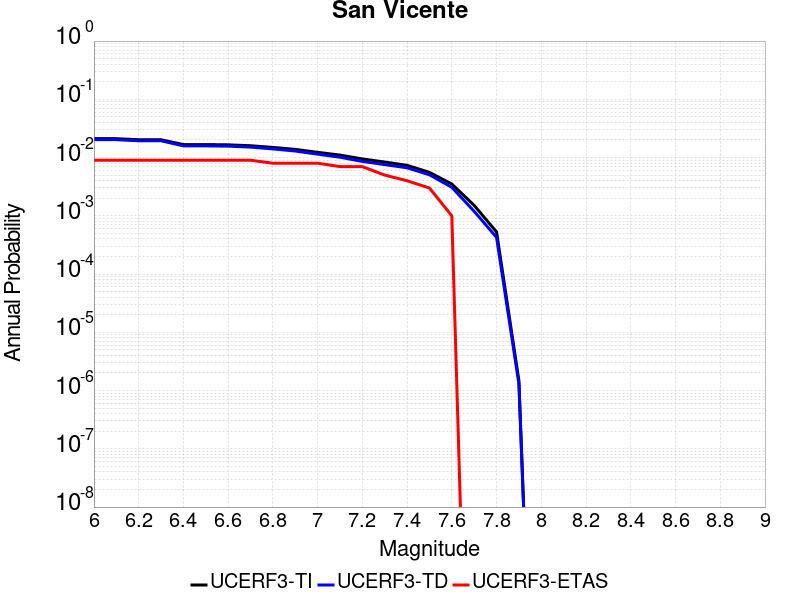 San Vicente
10^0
10^-1
10^-2
10^-3
10^-4
10^-5
10^-6
10^-7
10^-8
Annual Probability
6 6.2 6.4 6.6 6.8 7 7.2 7.4 7.6 7.8 8 8.2 8.4 8.6 8.8 9
Magnitude
UCERF3-TI UCERF3-TD UCERF3-ETAS